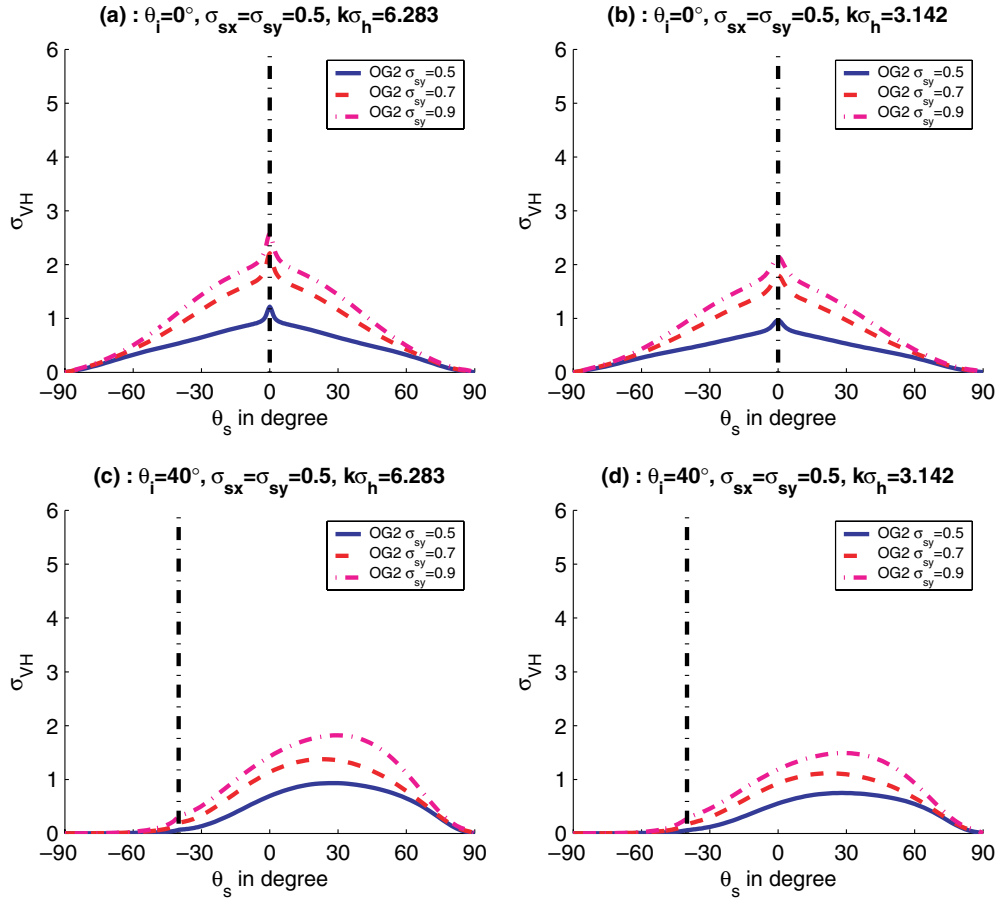 (a) : θi=0°, σsx=σsy=0.5, kσh=6.283
6
5
4
3
2
1
0
σVH
OG2 σsy=0.5
OG2 σsy=0.7
OG2 σsy=0.9
−90 −60 −30 0 30 60 90
θs in degree
(b) : θi=0°, σsx=σsy=0.5, kσh=3.142
6
5
4
3
2
1
0
σVH
OG2 σsy=0.5
OG2 σsy=0.7
OG2 σsy=0.9
−90 −60 −30 0 30 60 90
θs in degree
(c) : θi=40°, σsx=σsy=0.5, kσh=6.283
6
5
4
3
2
1
0
σVH
OG2 σsy=0.5
OG2 σsy=0.7
OG2 σsy=0.9
−90 −60 −30 0 30 60 90
θs in degree
(d) : θi=40°, σsx=σsy=0.5, kσh=3.142
6
5
4
3
2
1
0
σVH
OG2 σsy=0.5
OG2 σsy=0.7
OG2 σsy=0.9
−90 −60 −30 0 30 60 90
θs in degree